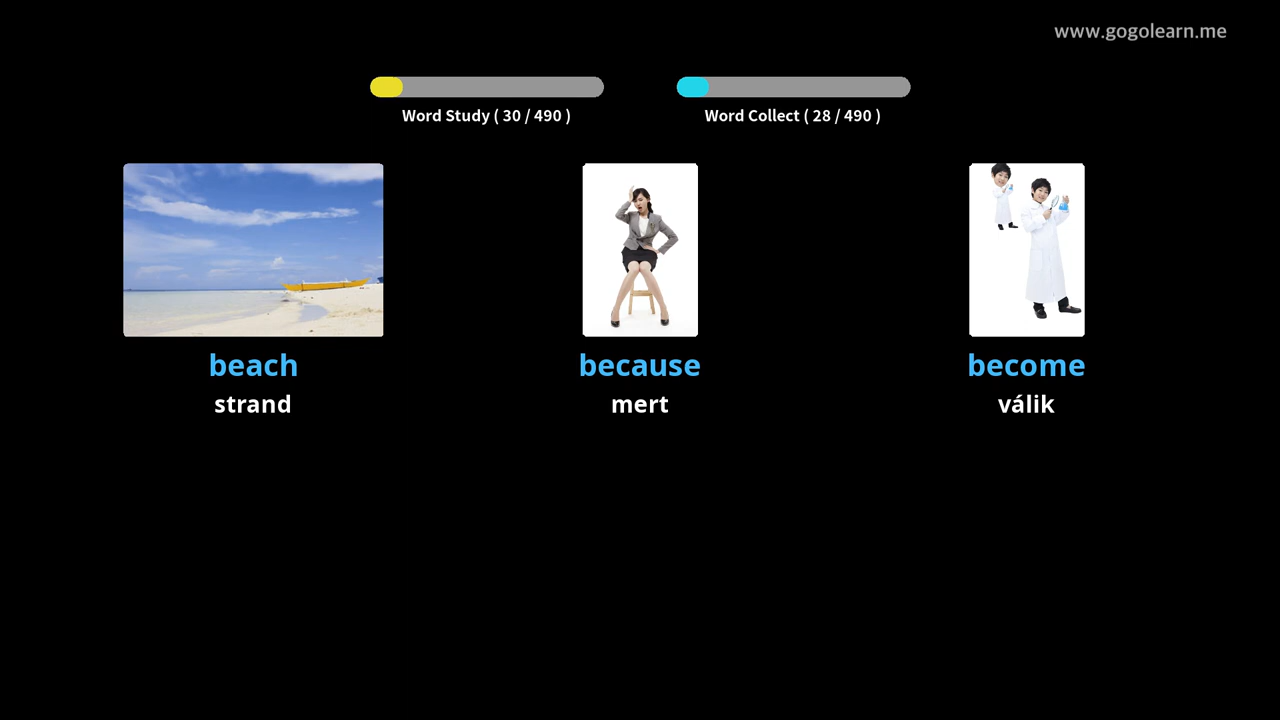 www.gogolearn.me
Word Study ( 30 / 490 )
Word Collect ( 28 / 490 )
beach
because
become
strand
mert
válik